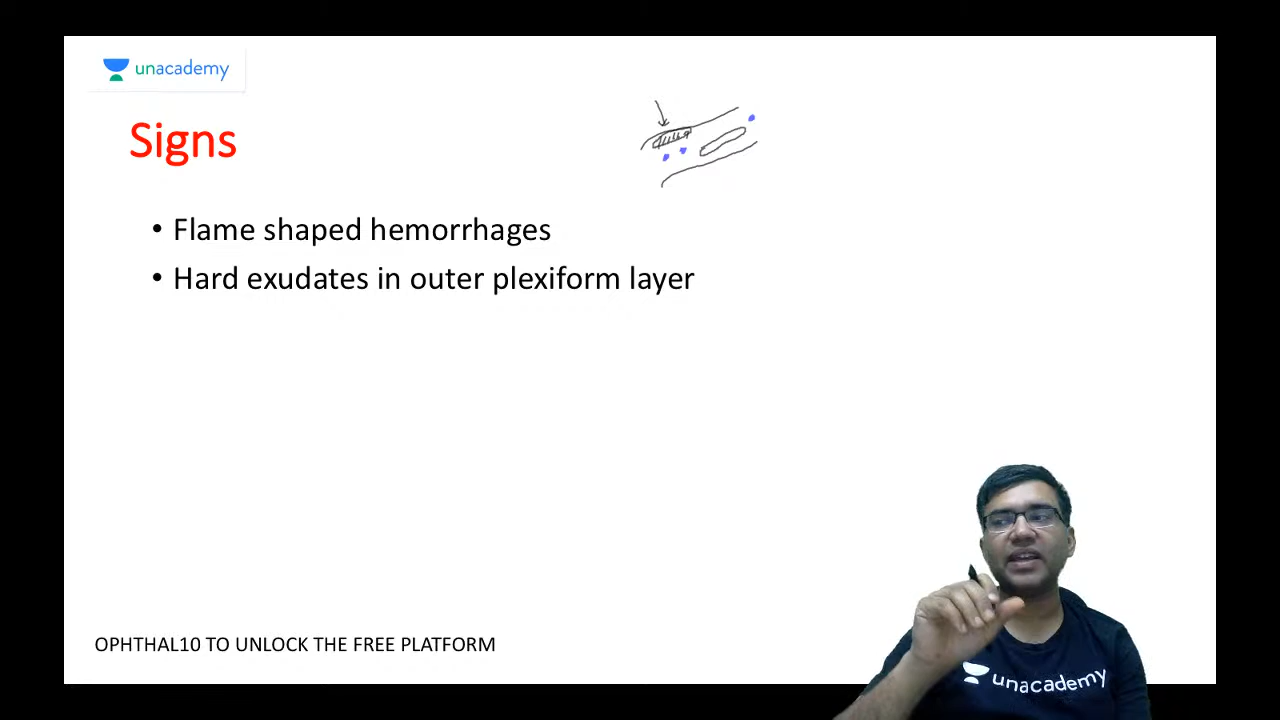 unacademy
Signs
• Flame shaped hemorrhages
• Hard exudates in outer plexiform layer
OPHTHAL10 TO UNLOCK THE FREE PLATFORM
unacademy